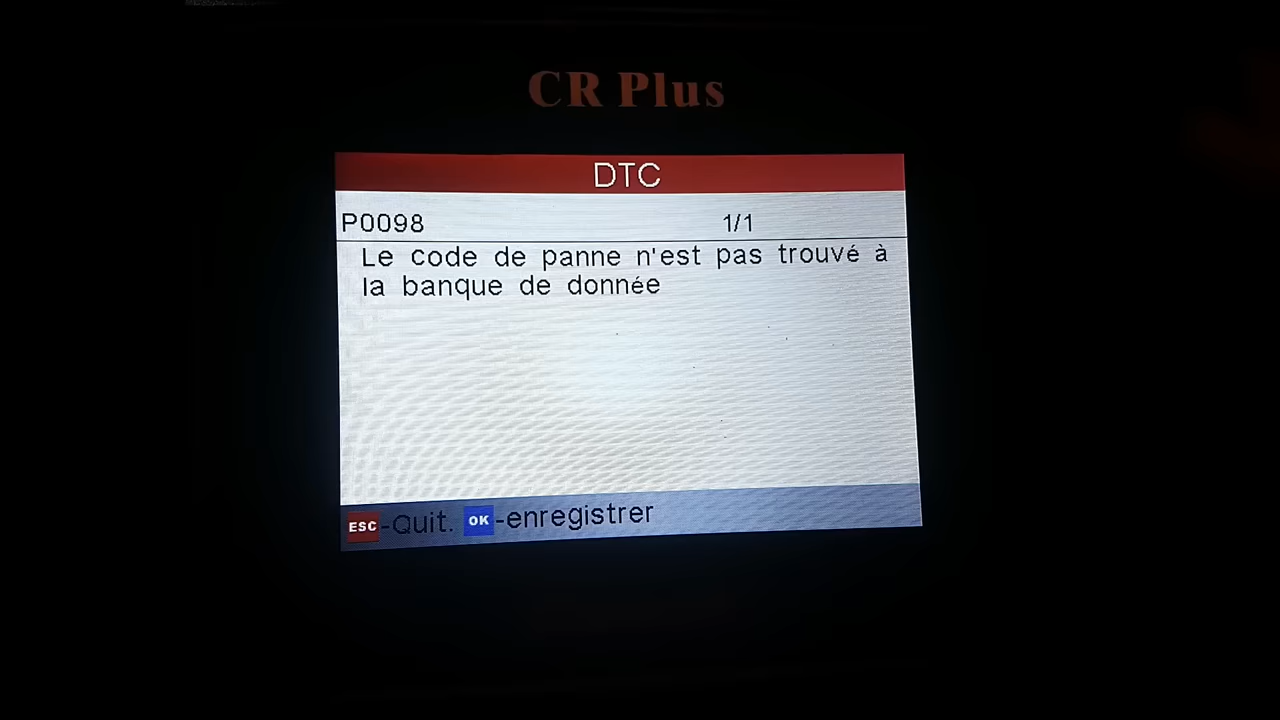 CR Plus
DTC
P0098 1/1
Le code de panne n'est pas trouvé à
la banque de donnée
ESC-Quit. OK-enregistrer